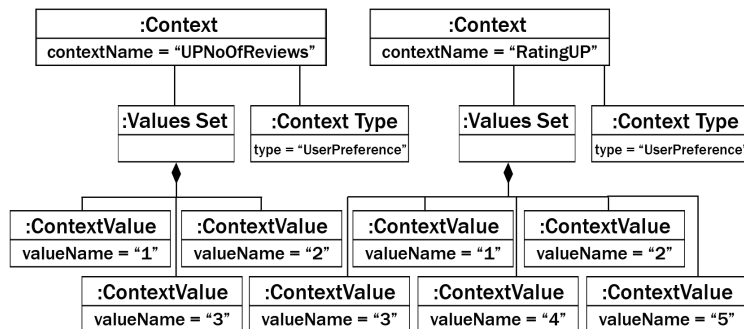 :Context
contextName = “UPNoOfReviews”
:Context
contextName = “RatingUP”
:Values Set
:Context Type
type = “UserPreference”
:Values Set
:Context Type
type = “UserPreference”
:ContextValue
valueName = “1”
:ContextValue
valueName = “2”
:ContextValue
valueName = “1”
:ContextValue
valueName = “2”
:ContextValue
valueName = “3”
:ContextValue
valueName = “3”
:ContextValue
valueName = “4”
:ContextValue
valueName = “5”